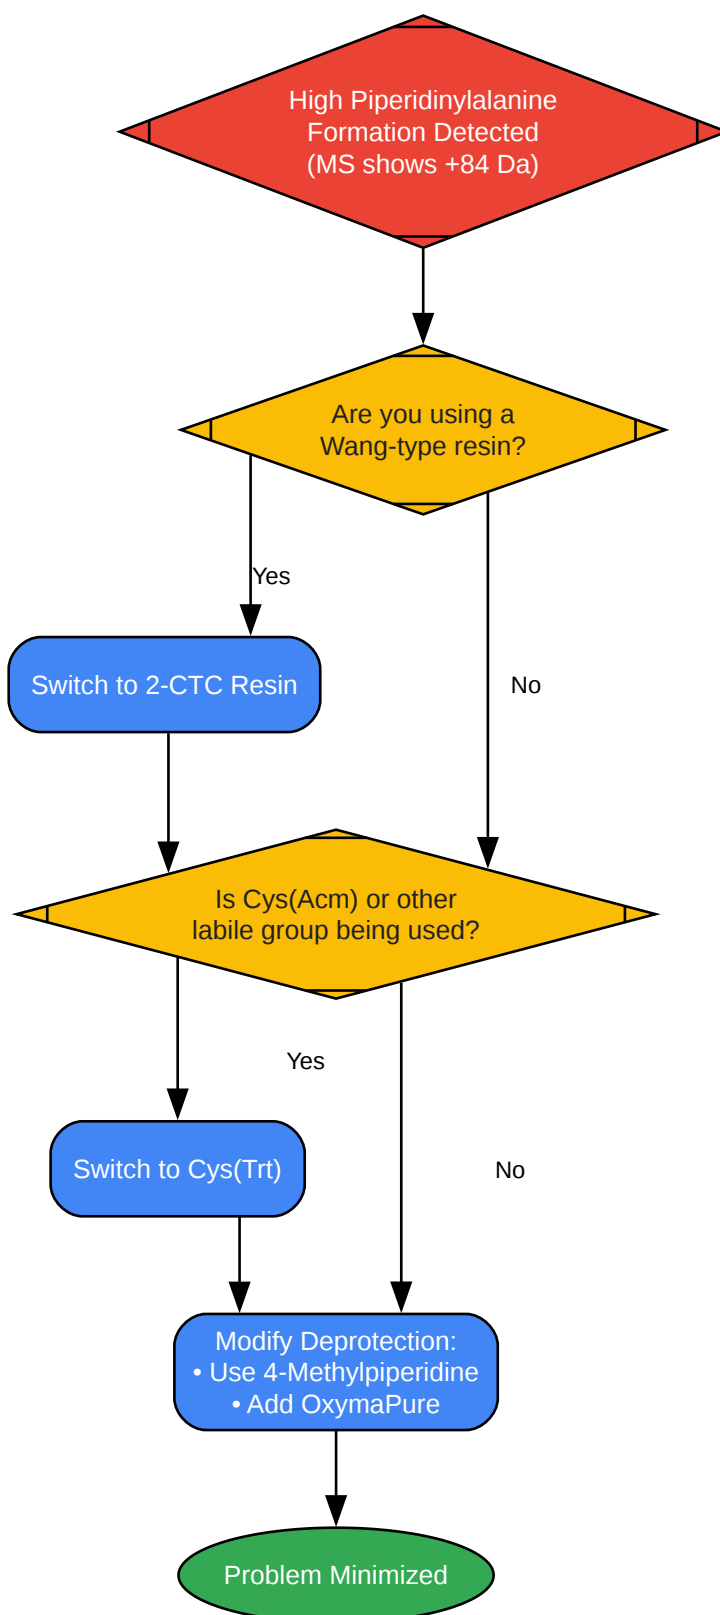 High Piperidinylalanine
Formation Detected
(MS shows +84 Da)
Are you using a
Wang-type resin?
Yes
Switch to 2-CTC Resin
No
Is Cys(Acm) or other
labile group being used?
Yes
Switch to Cys(Trt)
No
Modify Deprotection:
• Use 4-Methylpiperidine
• Add OxymaPure
Problem Minimized